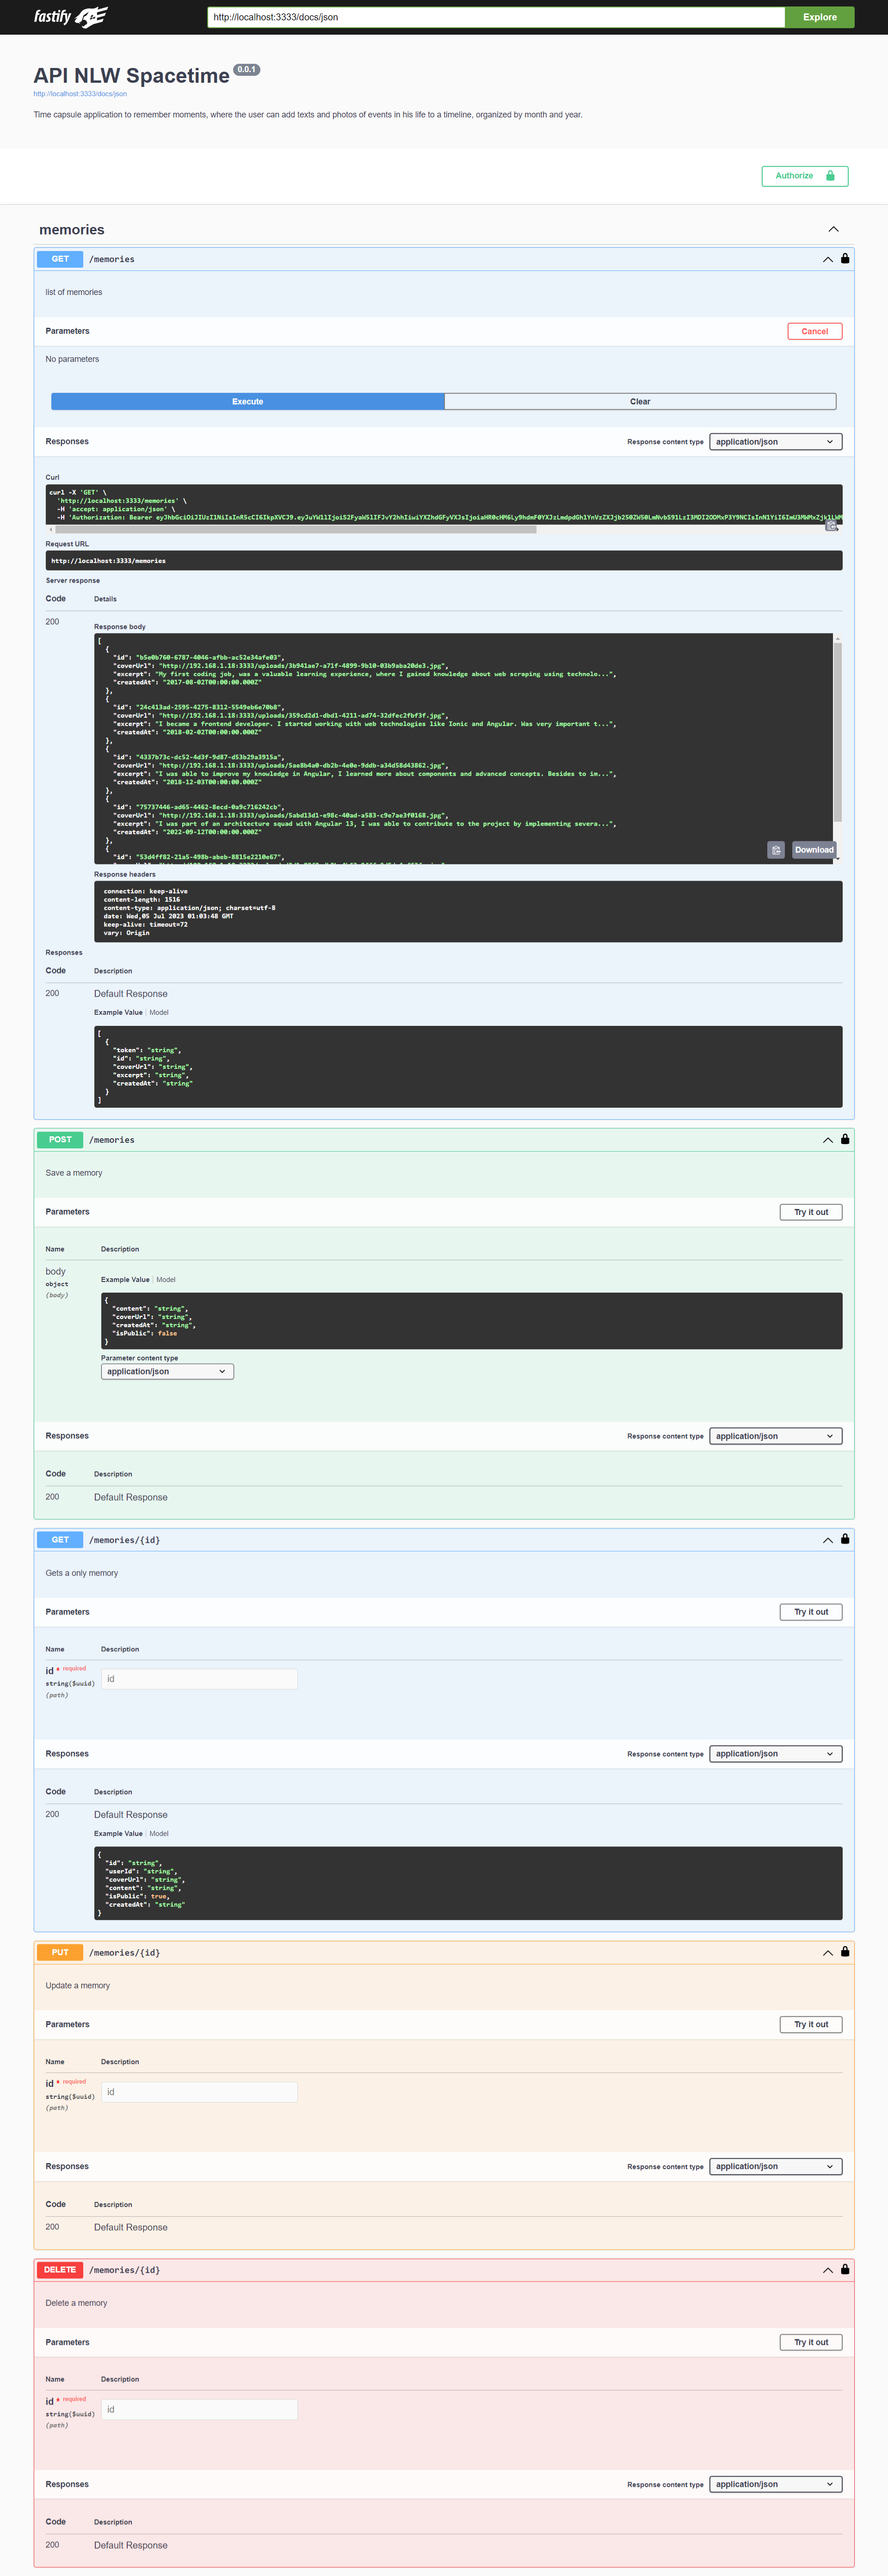 fastify
http://localhost:3333/docs/json
Explore
API NLW Spacetime 0.0.1
http://localhost:3333/docs/json
Time capsule application to remember moments, where the user can add texts and photos of events in his life to a timeline, organized by month and year.
Authorize
memories
GET /memories
list of memories
Parameters
Cancel
No parameters
Execute
Clear
Responses
Response content type
application/json
Curl
curl -X 'GET' \
'http://localhost:3333/memories' \
-H 'accept: application/json' \
-H 'Authorization: Bearer
Request URL
http://localhost:3333/memories
Server response
Code Details
200
Response body
[
{
"id": "b5e0b760-6787-4046-afbb-ac52e34afe03",
"coverUrl": "http://192.168.1.18:3333/uploads/3b941ae7-a71f-4899-9b10-03b9aba20de3.jpg",
"excerpt": "My first coding job, was a valuable learning experience, where I gained knowledge about web scraping using technolo...",
"createdAt": "2017-08-02T00:00:00.000Z"
},
{
"id": "24c413ad-2595-4275-8312-5549eb6e70b8",
"coverUrl": "http://192.168.1.18:3333/uploads/359cd2d1-dbd1-4211-ad74-32dfec2fbf3f.jpg",
"excerpt": "I became a frontend developer. I started working with web technologies like Ionic and Angular. Was very important t...",
"createdAt": "2018-02-02T00:00:00.000Z"
},
{
"id": "4337b73c-dc52-4d3f-9d87-d53b29a3915a",
"coverUrl": "http://192.168.1.18:3333/uploads/5ae8b4a0-db2b-4e0e-9ddb-a34d58d43862.jpg",
"excerpt": "I was able to improve my knowledge in Angular, I learned more about components and advanced concepts. Besides to im...",
"createdAt": "2018-12-03T00:00:00.000Z"
},
{
"id": "75737446-ad65-4462-8ecd-0a9c716242cb",
"coverUrl": "http://192.168.1.18:3333/uploads/5abd13d1-e98c-40ad-a583-c9e7ae3f0168.jpg",
"excerpt": "I was part of an architecture squad with Angular 13, I was able to contribute to the project by implementing severa...",
"createdAt": "2022-09-12T00:00:00.000Z"
},
{
"id": "53d4ff82-21a5-498b-abeb-8815e2210e67",
Download
Response headers
connection: keep-alive
content-length: 1516
content-type: application/json; charset=utf-8
date: Wed,05 Jul 2023 01:03:48 GMT
keep-alive: timeout=72
vary: Origin
Responses
Code Description
200 Default Response
Example Value Model
[
{
"token": "string",
"id": "string",
"coverUrl": "string",
"excerpt": "string",
"createdAt": "string"
}
]
POST /memories
Save a memory
Parameters
Try it out
Name Description
body
object
(body)
Example Value Model
{
"content": "string",
"coverUrl": "string",
"createdAt": "string",
"isPublic": false
}
Parameter content type
application/json
Responses
Response content type
application/json
Code Description
200 Default Response
GET /memories/{id}
Gets a only memory
Parameters
Try it out
Name Description
id * required
string($uuid)
(path)
id
Responses
Response content type
application/json
Code Description
200 Default Response
Example Value Model
{
"id": "string",
"userId": "string",
"coverUrl": "string",
"content": "string",
"isPublic": true,
"createdAt": "string"
}
PUT /memories/{id}
Update a memory
Parameters
Try it out
Name Description
id * required
string($uuid)
(path)
id
Responses
Response content type
application/json
Code Description
200 Default Response
DELETE /memories/{id}
Delete a memory
Parameters
Try it out
Name Description
id * required
string($uuid)
(path)
id
Responses
Response content type
application/json
Code Description
200 Default Response